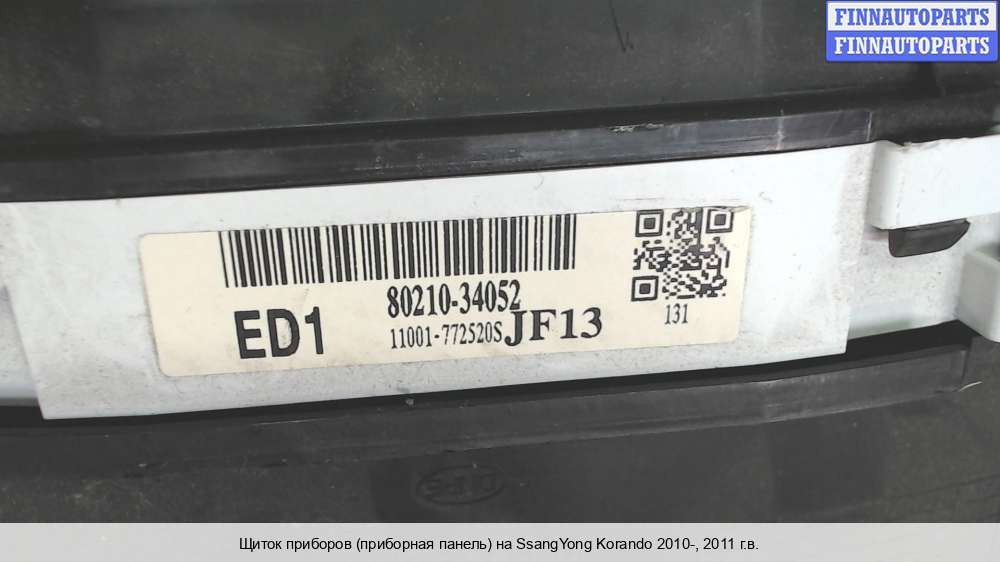 FINNAUTOPARTS
FINNAUTOPARTS
80210-34052
ED1
11001-772520S
JF13
131
Щиток приборов (приборная панель) на SsangYong Korando 2010-, 2011 г.в.